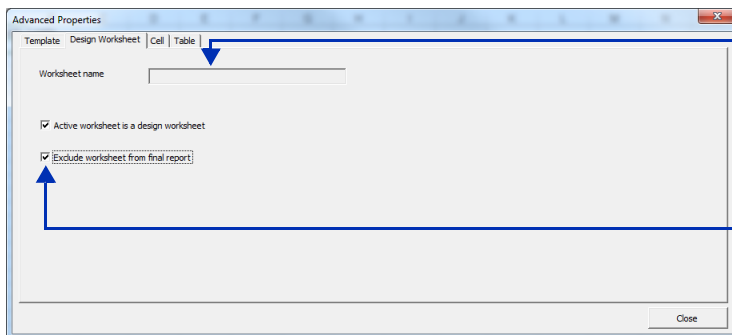 Advanced Properties
Template Design Worksheet Cell Table
Worksheet name
Active worksheet is a design worksheet
Exclude worksheet from final report
Close